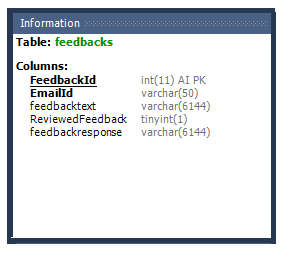 Information
Table: feedbacks
Columns:
FeedbackId int(11) AI PK
EmailId varchar(50)
feedbacktext varchar(6144)
ReviewedFeedback tinyint(1)
feedbackresponse varchar(6144)